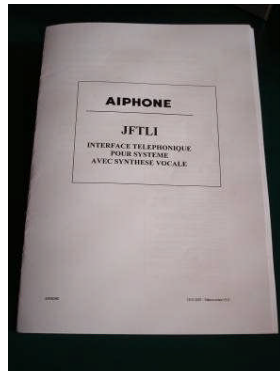 AIPHONE
JFTLI
INTERFACE TELEPHONIQUE
POUR SYSTEME
AVEC SYNTHESE VOCALE